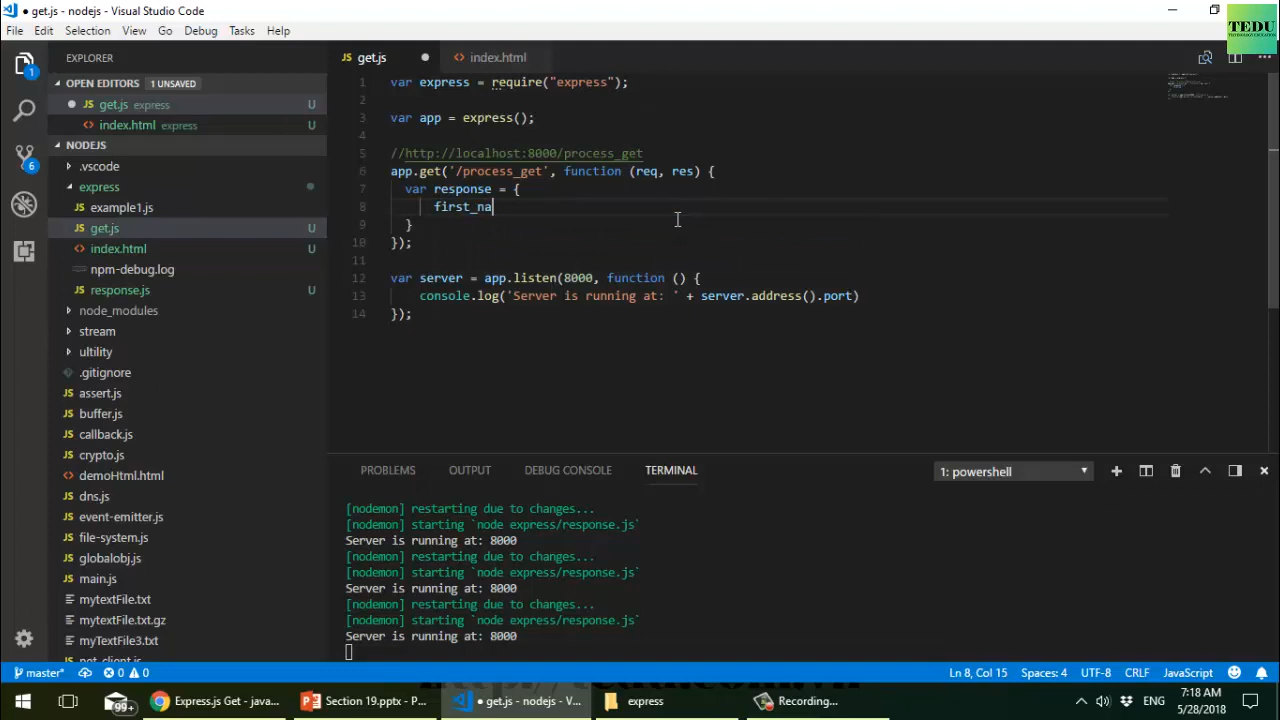 ● get.js - nodejs - Visual Studio Code
File Edit Selection View Go Debug Tasks Help
TEDU
EXPLORER
get.js
index.html
OPEN EDITORS 1 UNSAVED
get.js express U
index.html express U
NODEJS
.vscode
express
JS example1.js
JS get.js U
index.html U
npm-debug.log
JS response.js U
node_modules
stream
ultility
.gitignore
JS assert.js
JS buffer.js
JS callback.js
JS crypto.js
demoHtml.html
JS dns.js
JS event-emitter.js
JS file-system.js
JS globalobj.js
JS main.js
mytextFile.txt
mytextFile.txt.gz
myTextFile3.txt
1
6
1 var express = require("express");
2
3 var app = express();
4
5 //http://localhost:8000/process_get
6 app.get('/process_get', function (req, res) {
7 var response = {
8 first_na
9 }
10 });
11
12 var server = app.listen(8000, function () {
13 console.log('Server is running at: ' + server.address().port)
14 });
PROBLEMS OUTPUT DEBUG CONSOLE TERMINAL 1: powershell
[nodemon] restarting due to changes...
[nodemon] starting `node express/response.js`
Server is running at: 8000
[nodemon] restarting due to changes...
[nodemon] starting `node express/response.js`
Server is running at: 8000
[nodemon] restarting due to changes...
[nodemon] starting `node express/response.js`
Server is running at: 8000
master* 0 0 Ln 8, Col 15 Spaces: 4 UTF-8 CRLF JavaScript
99+ Express.js Get - java... Section 19.pptx - P... ● get.js - nodejs - V... express Recording... ENG 7:18 AM
5/28/2018